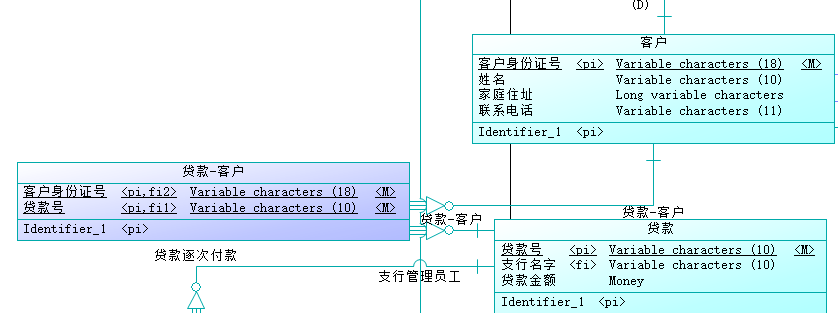 (D)
客户
客户身份证号 <pi> Variable characters (18) <M>
姓名 Variable characters (10)
家庭住址 Long variable characters
联系电话 Variable characters (11)
Identifier_1 <pi>
贷款-客户
客户身份证号 <pi,fi2> Variable characters (18) <M>
贷款号 <pi,fi1> Variable characters (10) <M>
Identifier_1 <pi>
贷款-客户
贷款-客户
贷款
贷款号 <pi> Variable characters (10) <M>
支行名字 <fi> Variable characters (10)
贷款金额 Money
Identifier_1 <pi>
贷款逐次付款
支行管理员工